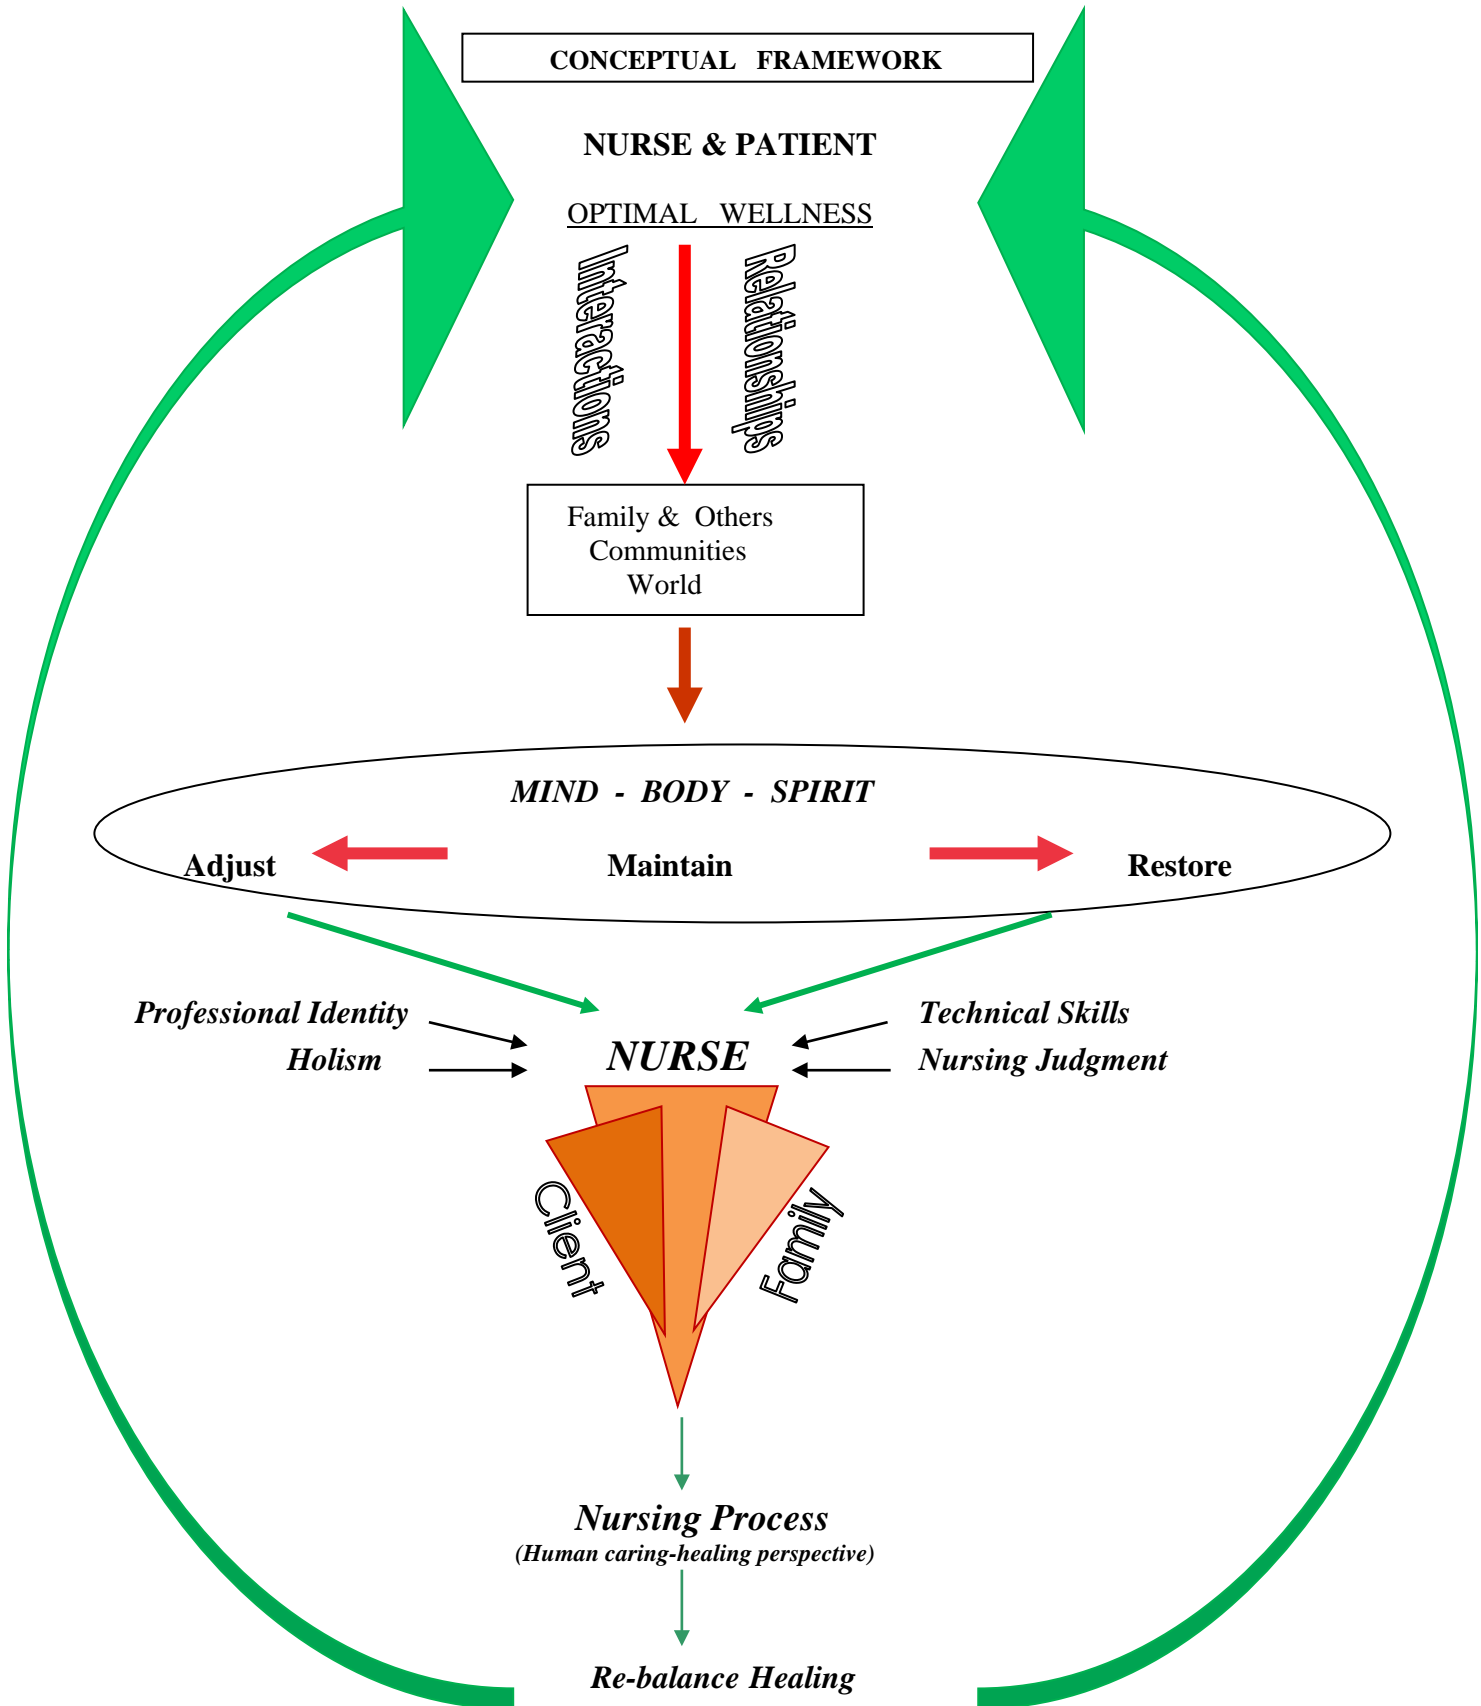 CONCEPTUAL FRAMEWORK
NURSE & PATIENT
OPTIMAL WELLNESS
Interactions
Relationships
Family & Others
Communities
World
MIND - BODY - SPIRIT
Adjust Maintain Restore
Professional Identity Technical Skills
Holism NURSE Nursing Judgment
Client
Family
Nursing Process
(Human caring-healing perspective)
Re-balance Healing